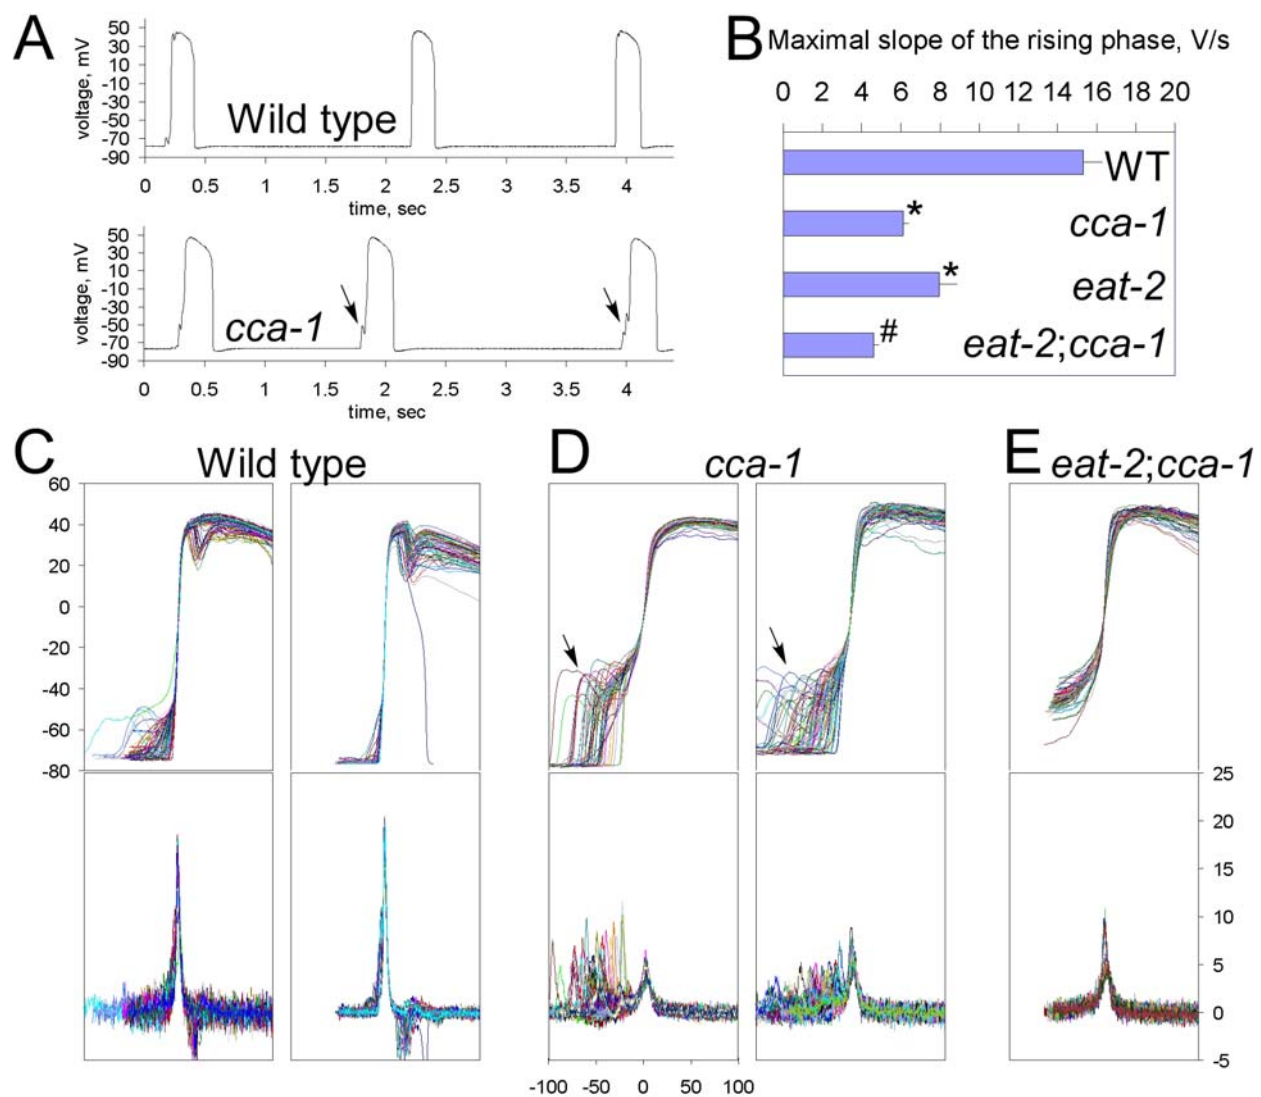 A
voltage, mV
50
30
10
-10
-30
-50
-70
-90
Wild type
0 0.5 1 1.5 2 2.5 3 3.5 4
time, sec
voltage, mV
50
30
10
-10
-30
-50
-70
-90
cca-1
0 0.5 1 1.5 2 2.5 3 3.5 4
time, sec
B Maximal slope of the rising phase, V/s
0 2 4 6 8 10 12 14 16 18 20
WT
* cca-1
* eat-2
# eat-2;cca-1
C Wild type
60
40
20
0
-20
-40
-60
-80
D cca-1
-100 -50 0 50 100
E eat-2;cca-1
25
20
15
10
5
0
-5